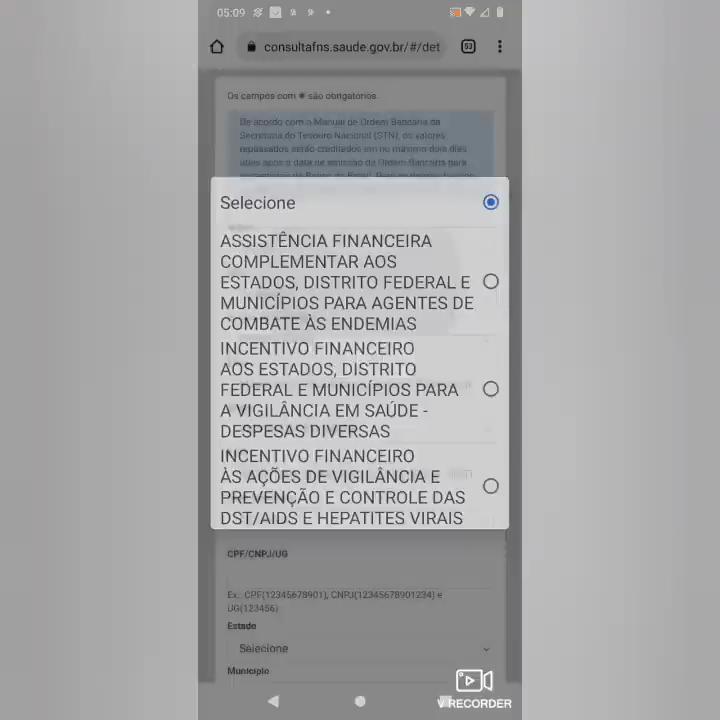 05:09
consultafns.saude.gov.br/#/det
53
Os campos com * são obrigatórios.
De acordo com o Manual de Ordem Bancária da
Secretaria do Tesouro Nacional (STN), os valores
repassados serão creditados em no máximo dois dias
úteis após a data de emissão da Ordem Bancária para
Selecione
ASSISTÊNCIA FINANCEIRA
COMPLEMENTAR AOS
ESTADOS, DISTRITO FEDERAL E
MUNICÍPIOS PARA AGENTES DE
COMBATE ÀS ENDEMIAS
INCENTIVO FINANCEIRO
AOS ESTADOS, DISTRITO
FEDERAL E MUNICÍPIOS PARA
A VIGILÂNCIA EM SAÚDE -
DESPESAS DIVERSAS
INCENTIVO FINANCEIRO
ÀS AÇÕES DE VIGILÂNCIA E
PREVENÇÃO E CONTROLE DAS
DST/AIDS E HEPATITES VIRAIS
CPF/CNPJ/UG
Ex.: CPF(12345678901), CNPJ(12345678901234) e
UG(123456)
Estado
Selecione
Município
V RECORDER